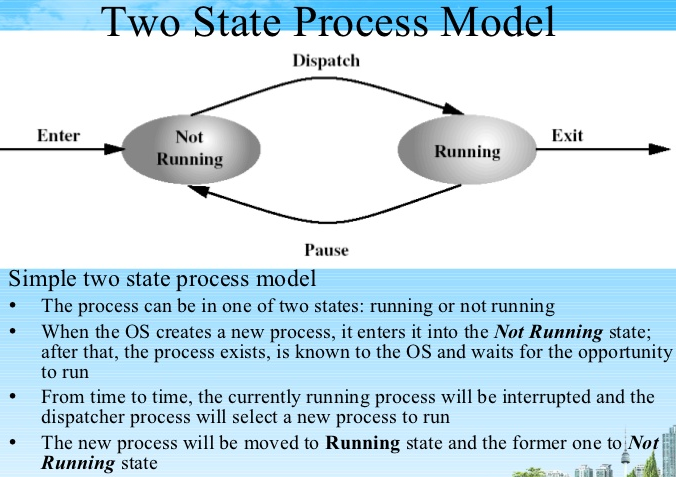 Two State Process Model
Dispatch
Enter
Not
Running
Running
Exit
Pause
Simple two state process model
• The process can be in one of two states: running or not running
• When the OS creates a new process, it enters it into the Not Running state;
after that, the process exists, is known to the OS and waits for the opportunity
to run
• From time to time, the currently running process will be interrupted and the
dispatcher process will select a new process to run
• The new process will be moved to Running state and the former one to Not
Running state